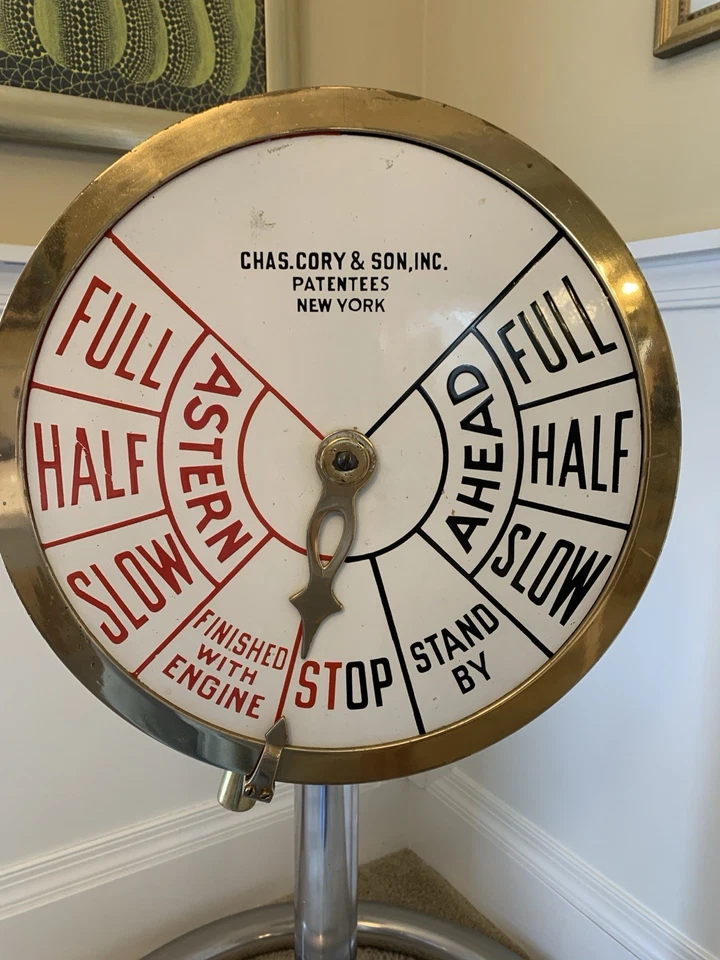 CHAS.CORY & SON,INC.
PATENTEES
NEW YORK
FULL
HALF
SLOW
ASTERN
FINISHED
WITH
ENGINE
STOP
STAND
BY
AHEAD
FULL
HALF
SLOW